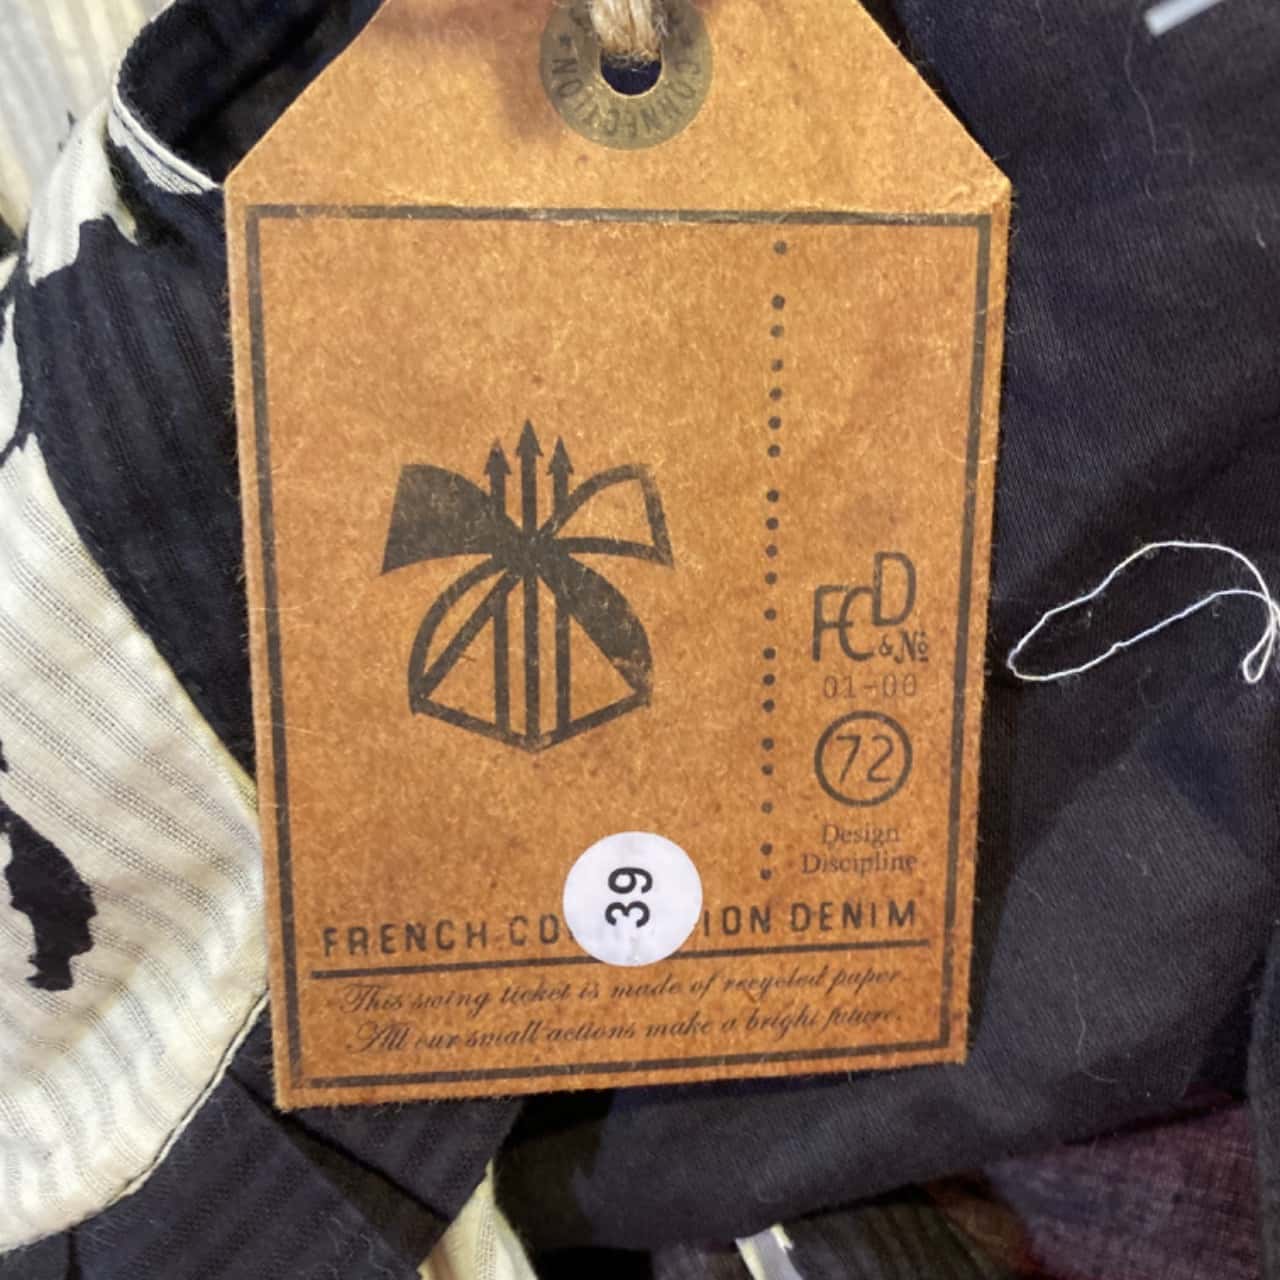 CONNECTION
FCD
& No
01-00
72
Design
Discipline
39
FRENCH CO ION DENIM
This swing ticket is made of recycled paper.
All our small actions make a bright future.